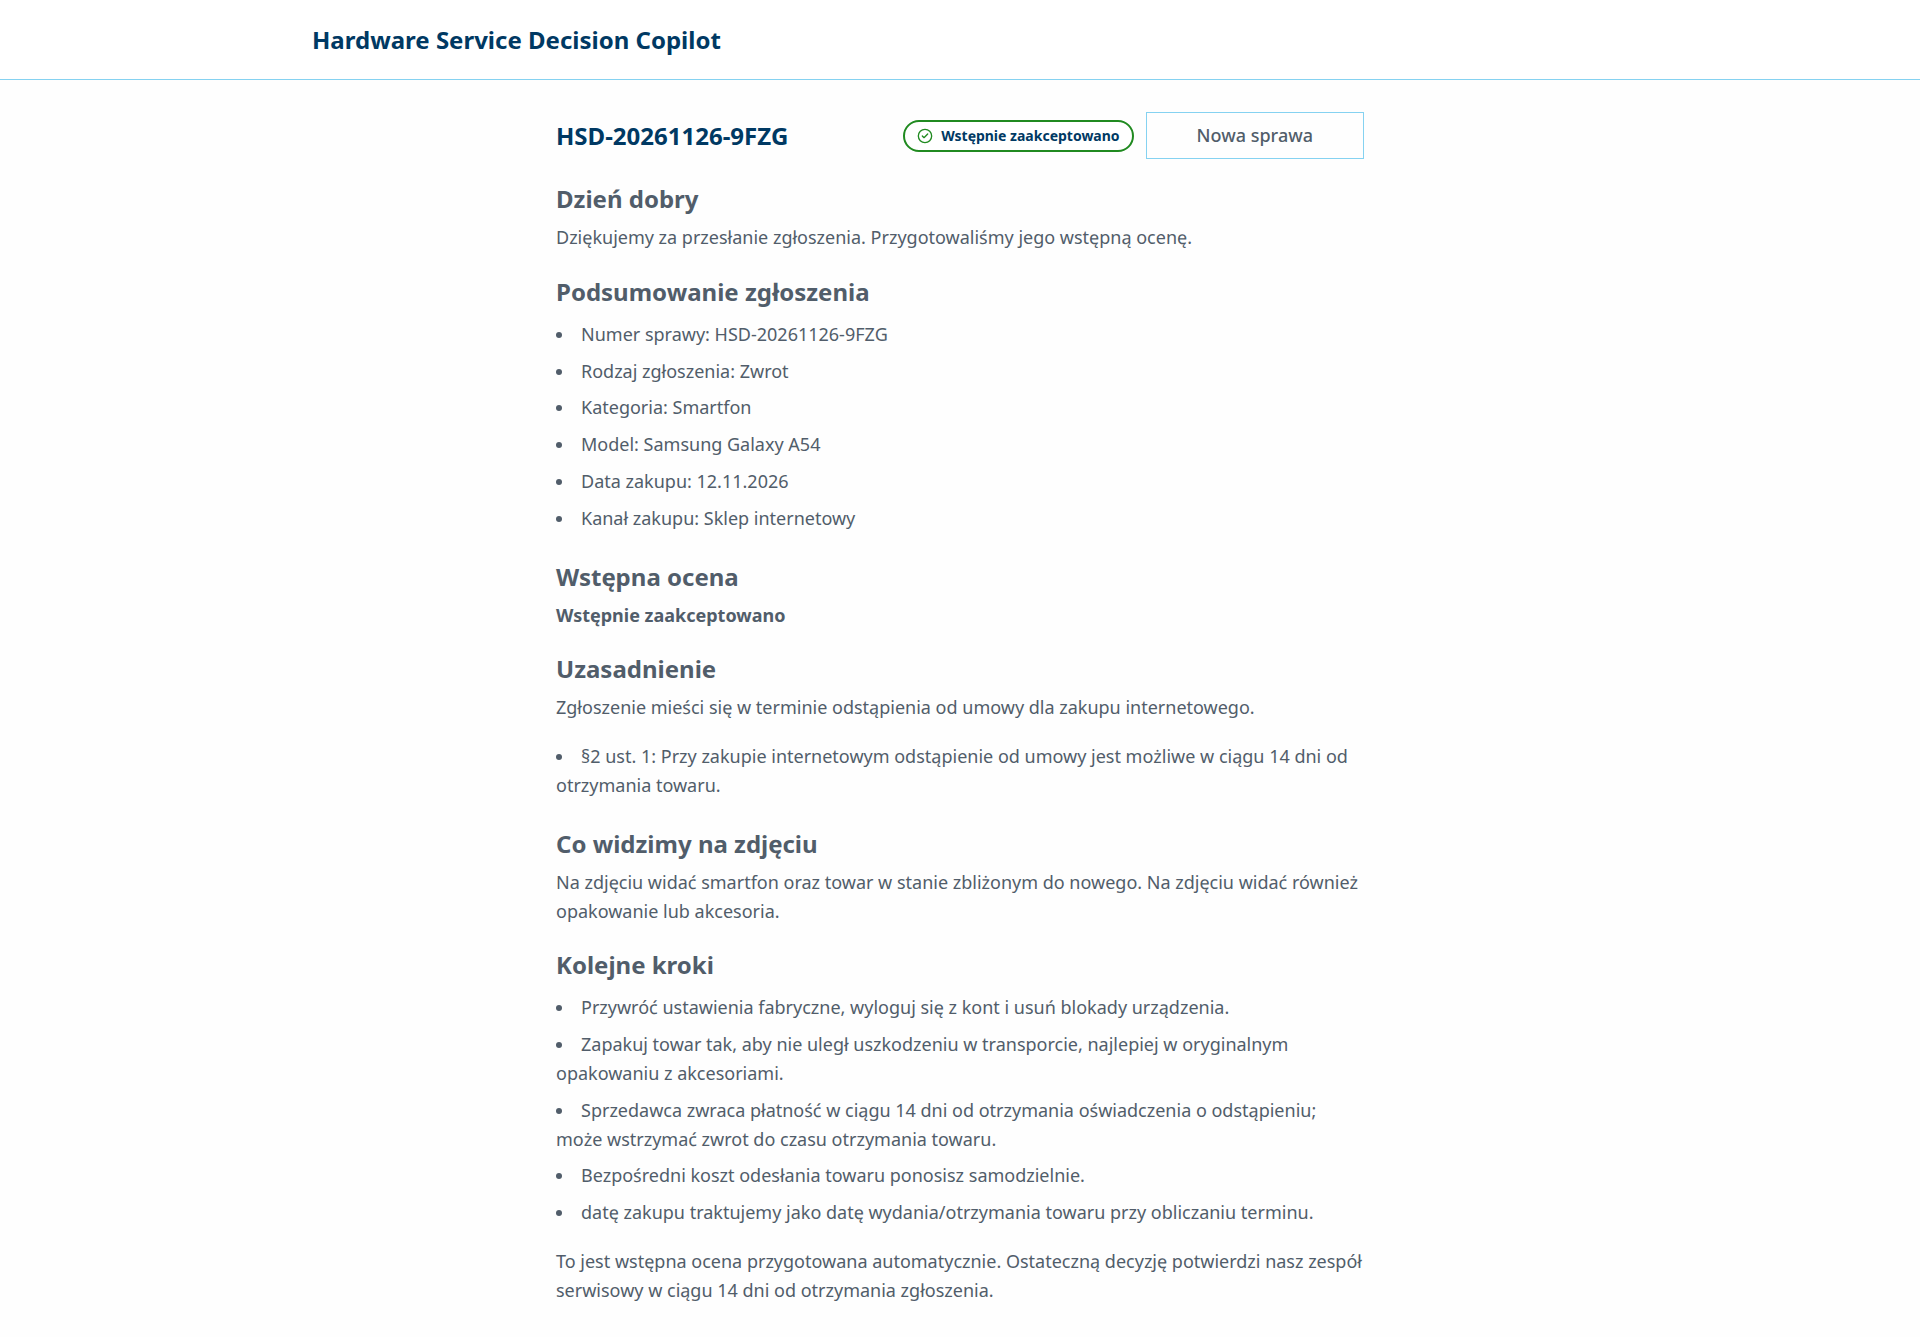 Hardware Service Decision Copilot
HSD-20261126-9FZG
Wstępnie zaakceptowano
Nowa sprawa
Dzień dobry
Dziękujemy za przesłanie zgłoszenia. Przygotowaliśmy jego wstępną ocenę.
Podsumowanie zgłoszenia
• Numer sprawy: HSD-20261126-9FZG
• Rodzaj zgłoszenia: Zwrot
• Kategoria: Smartfon
• Model: Samsung Galaxy A54
• Data zakupu: 12.11.2026
• Kanał zakupu: Sklep internetowy
Wstępna ocena
Wstępnie zaakceptowano
Uzasadnienie
Zgłoszenie mieści się w terminie odstąpienia od umowy dla zakupu internetowego.
• §2 ust. 1: Przy zakupie internetowym odstąpienie od umowy jest możliwe w ciągu 14 dni od
otrzymania towaru.
Co widzimy na zdjęciu
Na zdjęciu widać smartfon oraz towar w stanie zbliżonym do nowego. Na zdjęciu widać również
opakowanie lub akcesoria.
Kolejne kroki
• Przywróć ustawienia fabryczne, wyloguj się z kont i usuń blokady urządzenia.
• Zapakuj towar tak, aby nie uległ uszkodzeniu w transporcie, najlepiej w oryginalnym
opakowaniu z akcesoriami.
• Sprzedawca zwraca płatność w ciągu 14 dni od otrzymania oświadczenia o odstąpieniu;
może wstrzymać zwrot do czasu otrzymania towaru.
• Bezpośredni koszt odesłania towaru ponosisz samodzielnie.
• datę zakupu traktujemy jako datę wydania/otrzymania towaru przy obliczaniu terminu.
To jest wstępna ocena przygotowana automatycznie. Ostateczną decyzję potwierdzi nasz zespół
serwisowy w ciągu 14 dni od otrzymania zgłoszenia.